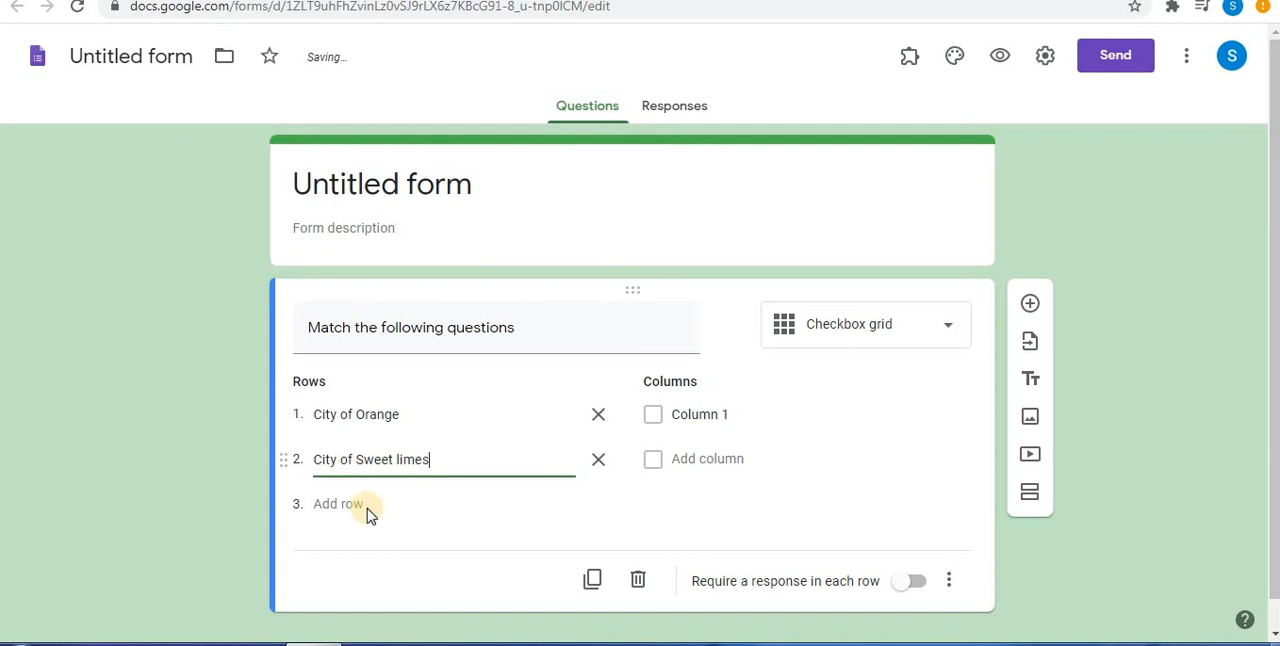 docs.google.com/forms/d/1ZLT9uhFhZvinLz0vSJ9rLX6z7KBcG91-8_u-tnp0ICM/edit
S
Untitled form
Saving...
Send
S
Questions
Responses
Untitled form
Form description
Match the following questions
Checkbox grid
Rows
Columns
1. City of Orange
Column 1
2. City of Sweet limes
Add column
3. Add row
Tt
Require a response in each row